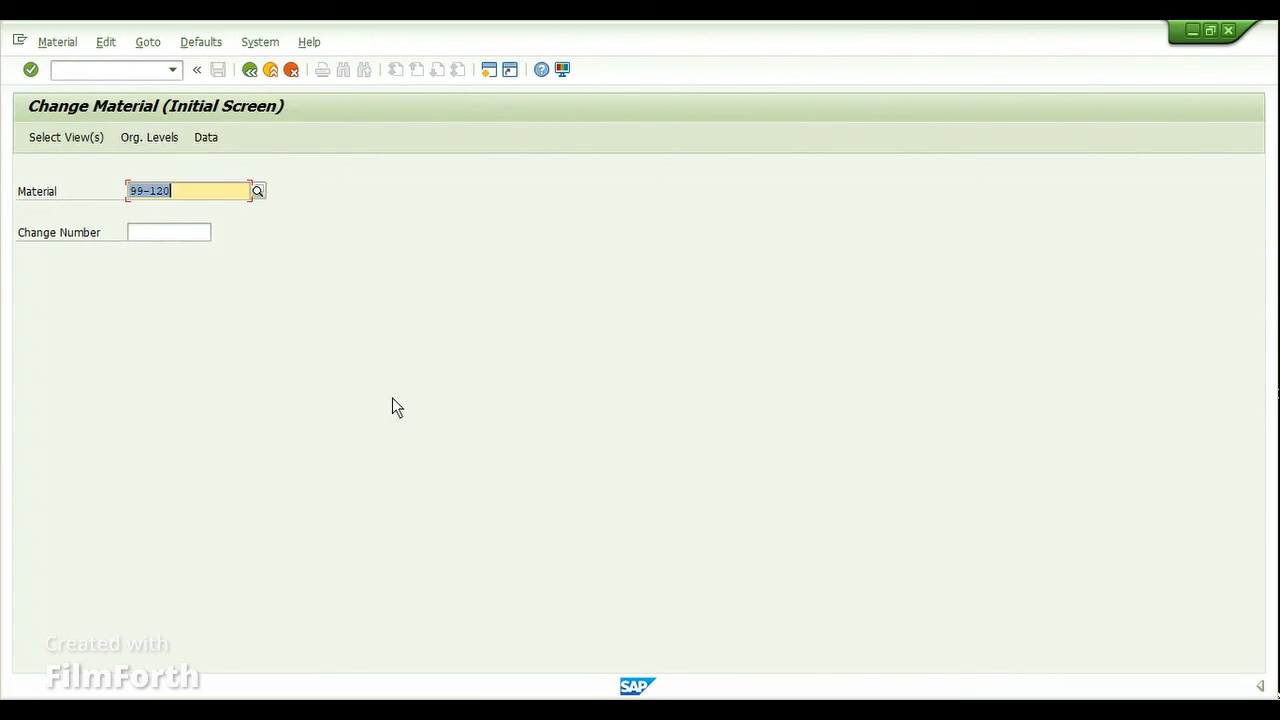 Material Edit Goto Defaults System Help
Change Material (Initial Screen)
Select View(s) Org. Levels Data
Material 99-120
Change Number
Created with
FilmForth
SAP